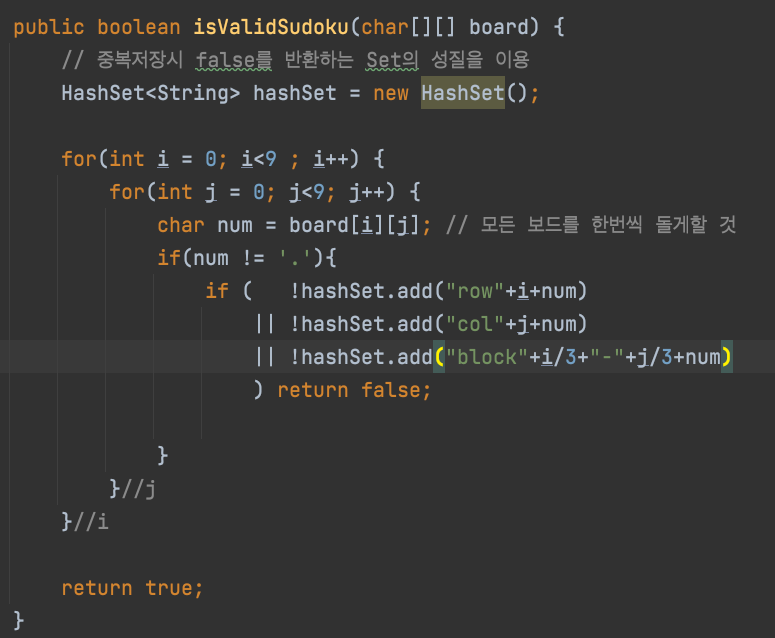 public boolean isValidSudoku(char[][] board) {
// 중복저장시 false를 반환하는 Set의 성질을 이용
HashSet<String> hashSet = new HashSet();
for(int i = 0; i<9 ; i++) {
for(int j = 0; j<9; j++) {
char num = board[i][j]; // 모든 보드를 한번씩 돌게할 것
if(num != '.'){
if (   !hashSet.add("row"+i+num)
|| !hashSet.add("col"+j+num)
|| !hashSet.add("block"+i/3+"-"+j/3+num)
) return false;
}
}//j
}//i
return true;
}